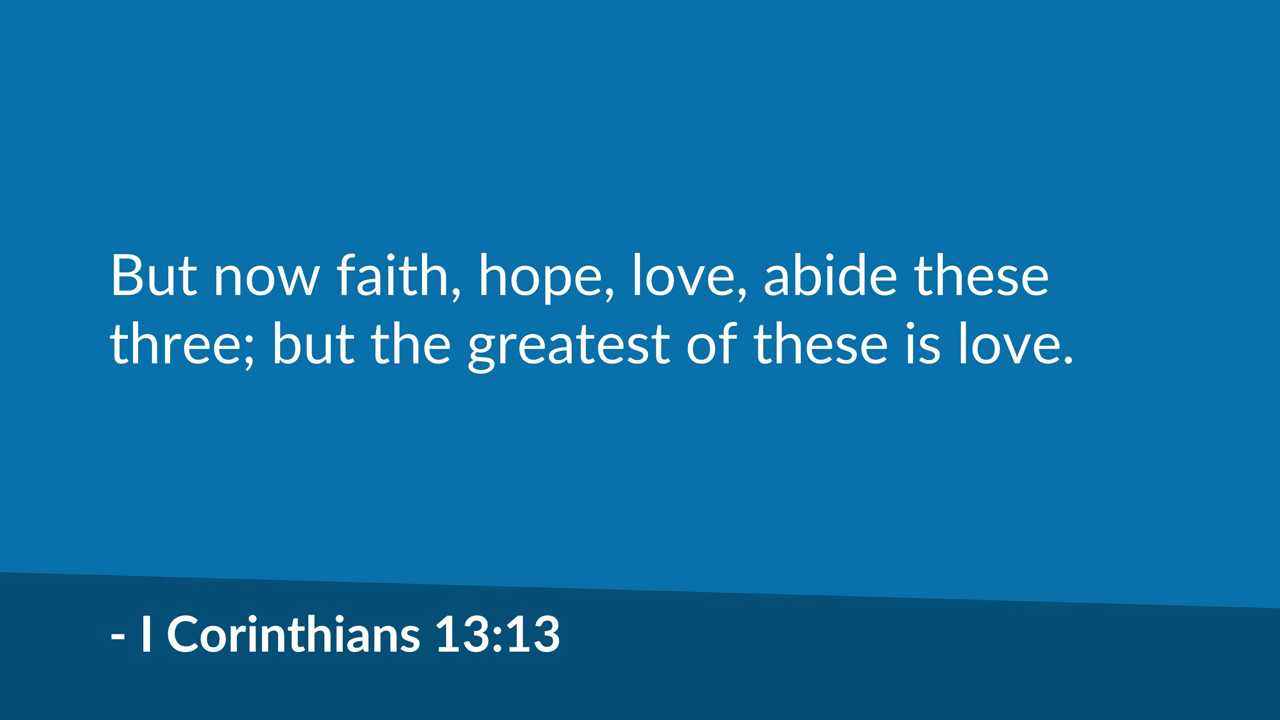 But now faith, hope, love, abide these
three; but the greatest of these is love.
- I Corinthians 13:13